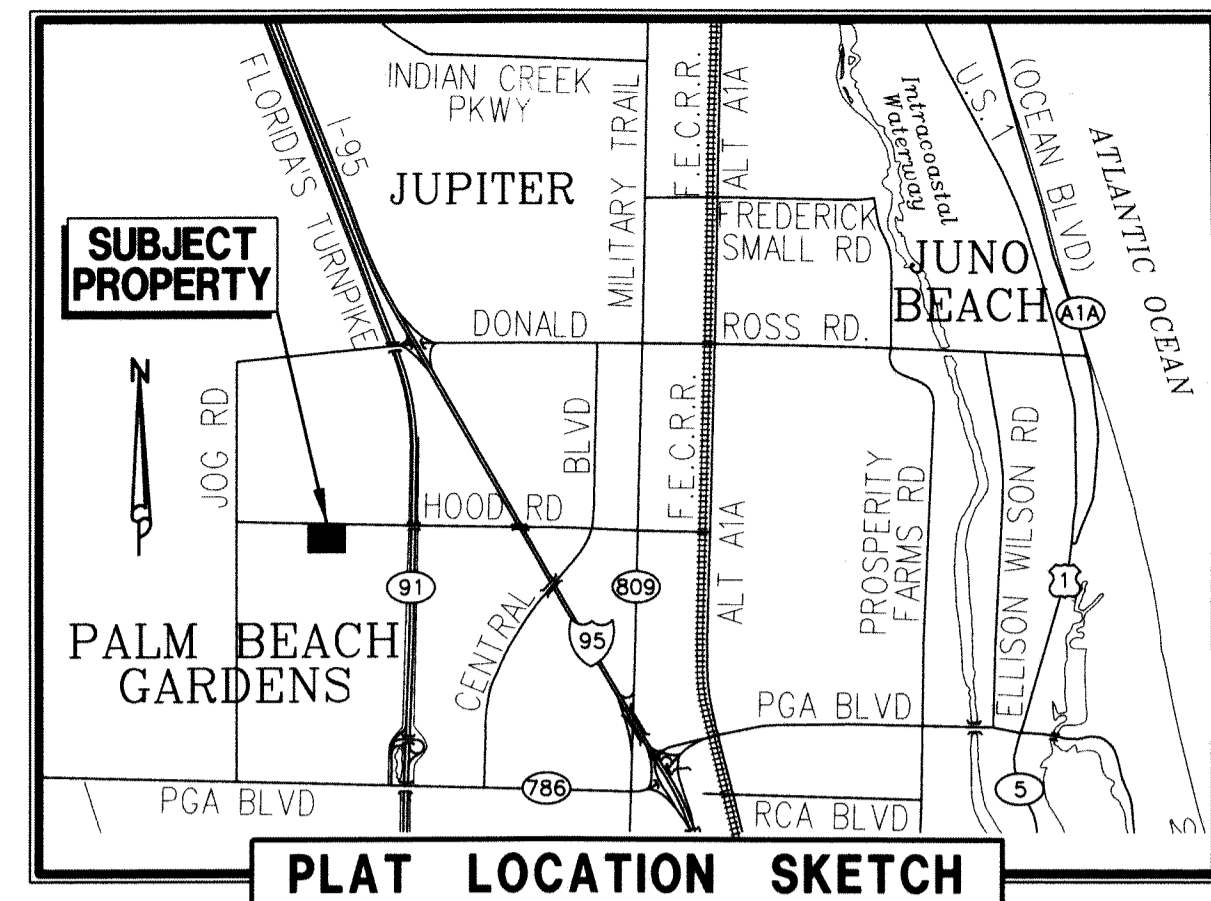 INDIAN CREEK
PKWY
FLORIDA'S TURNPIKE
I-95
JUPITER
MILITARY TRAIL
F.E.C.R.R.
ALT A1A
FREDERICK
SMALL RD
Intracoastal
Waterway
U.S. 1
(OCEAN BLVD)
ATLANTIC OCEAN
JUNO
BEACH
A1A
SUBJECT
PROPERTY
DONALD
ROSS RD.
N
JOG RD
HOOD RD
BLVD
F.E.C.R.R.
ALT A1A
PROSPERITY
FARMS RD
ELLISON WILSON RD
91
809
1
CENTRAL
95
PALM BEACH
GARDENS
PGA BLVD
PGA BLVD
786
RCA BLVD
5
PLAT LOCATION SKETCH